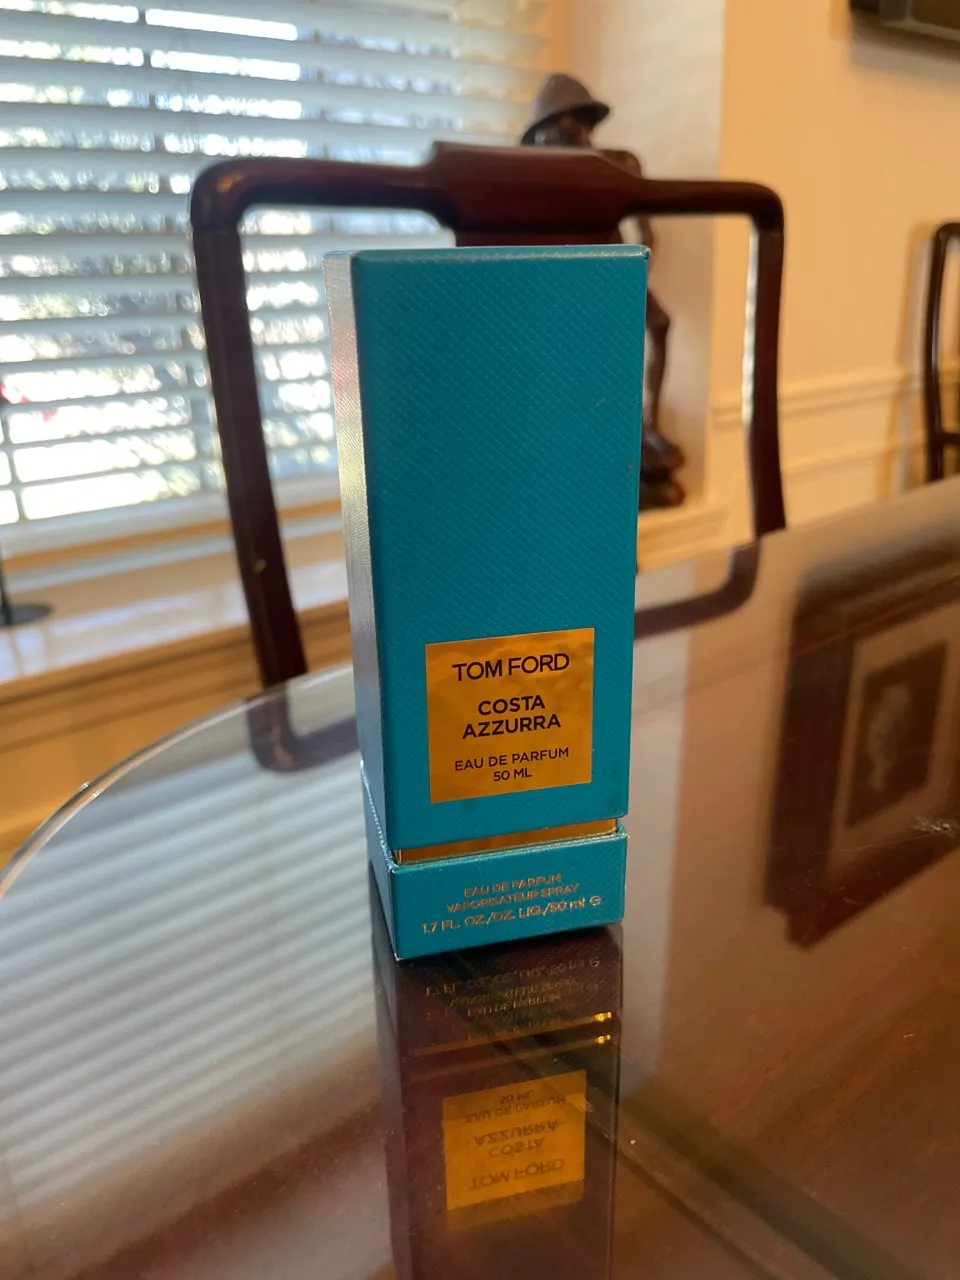 TOM FORD
COSTA
AZZURRA
EAU DE PARFUM
50 ML
EAU DE PARFUM
VAPORISATEUR SPRAY
1.7 FL. OZ./OZ. LIQ./50 ml e